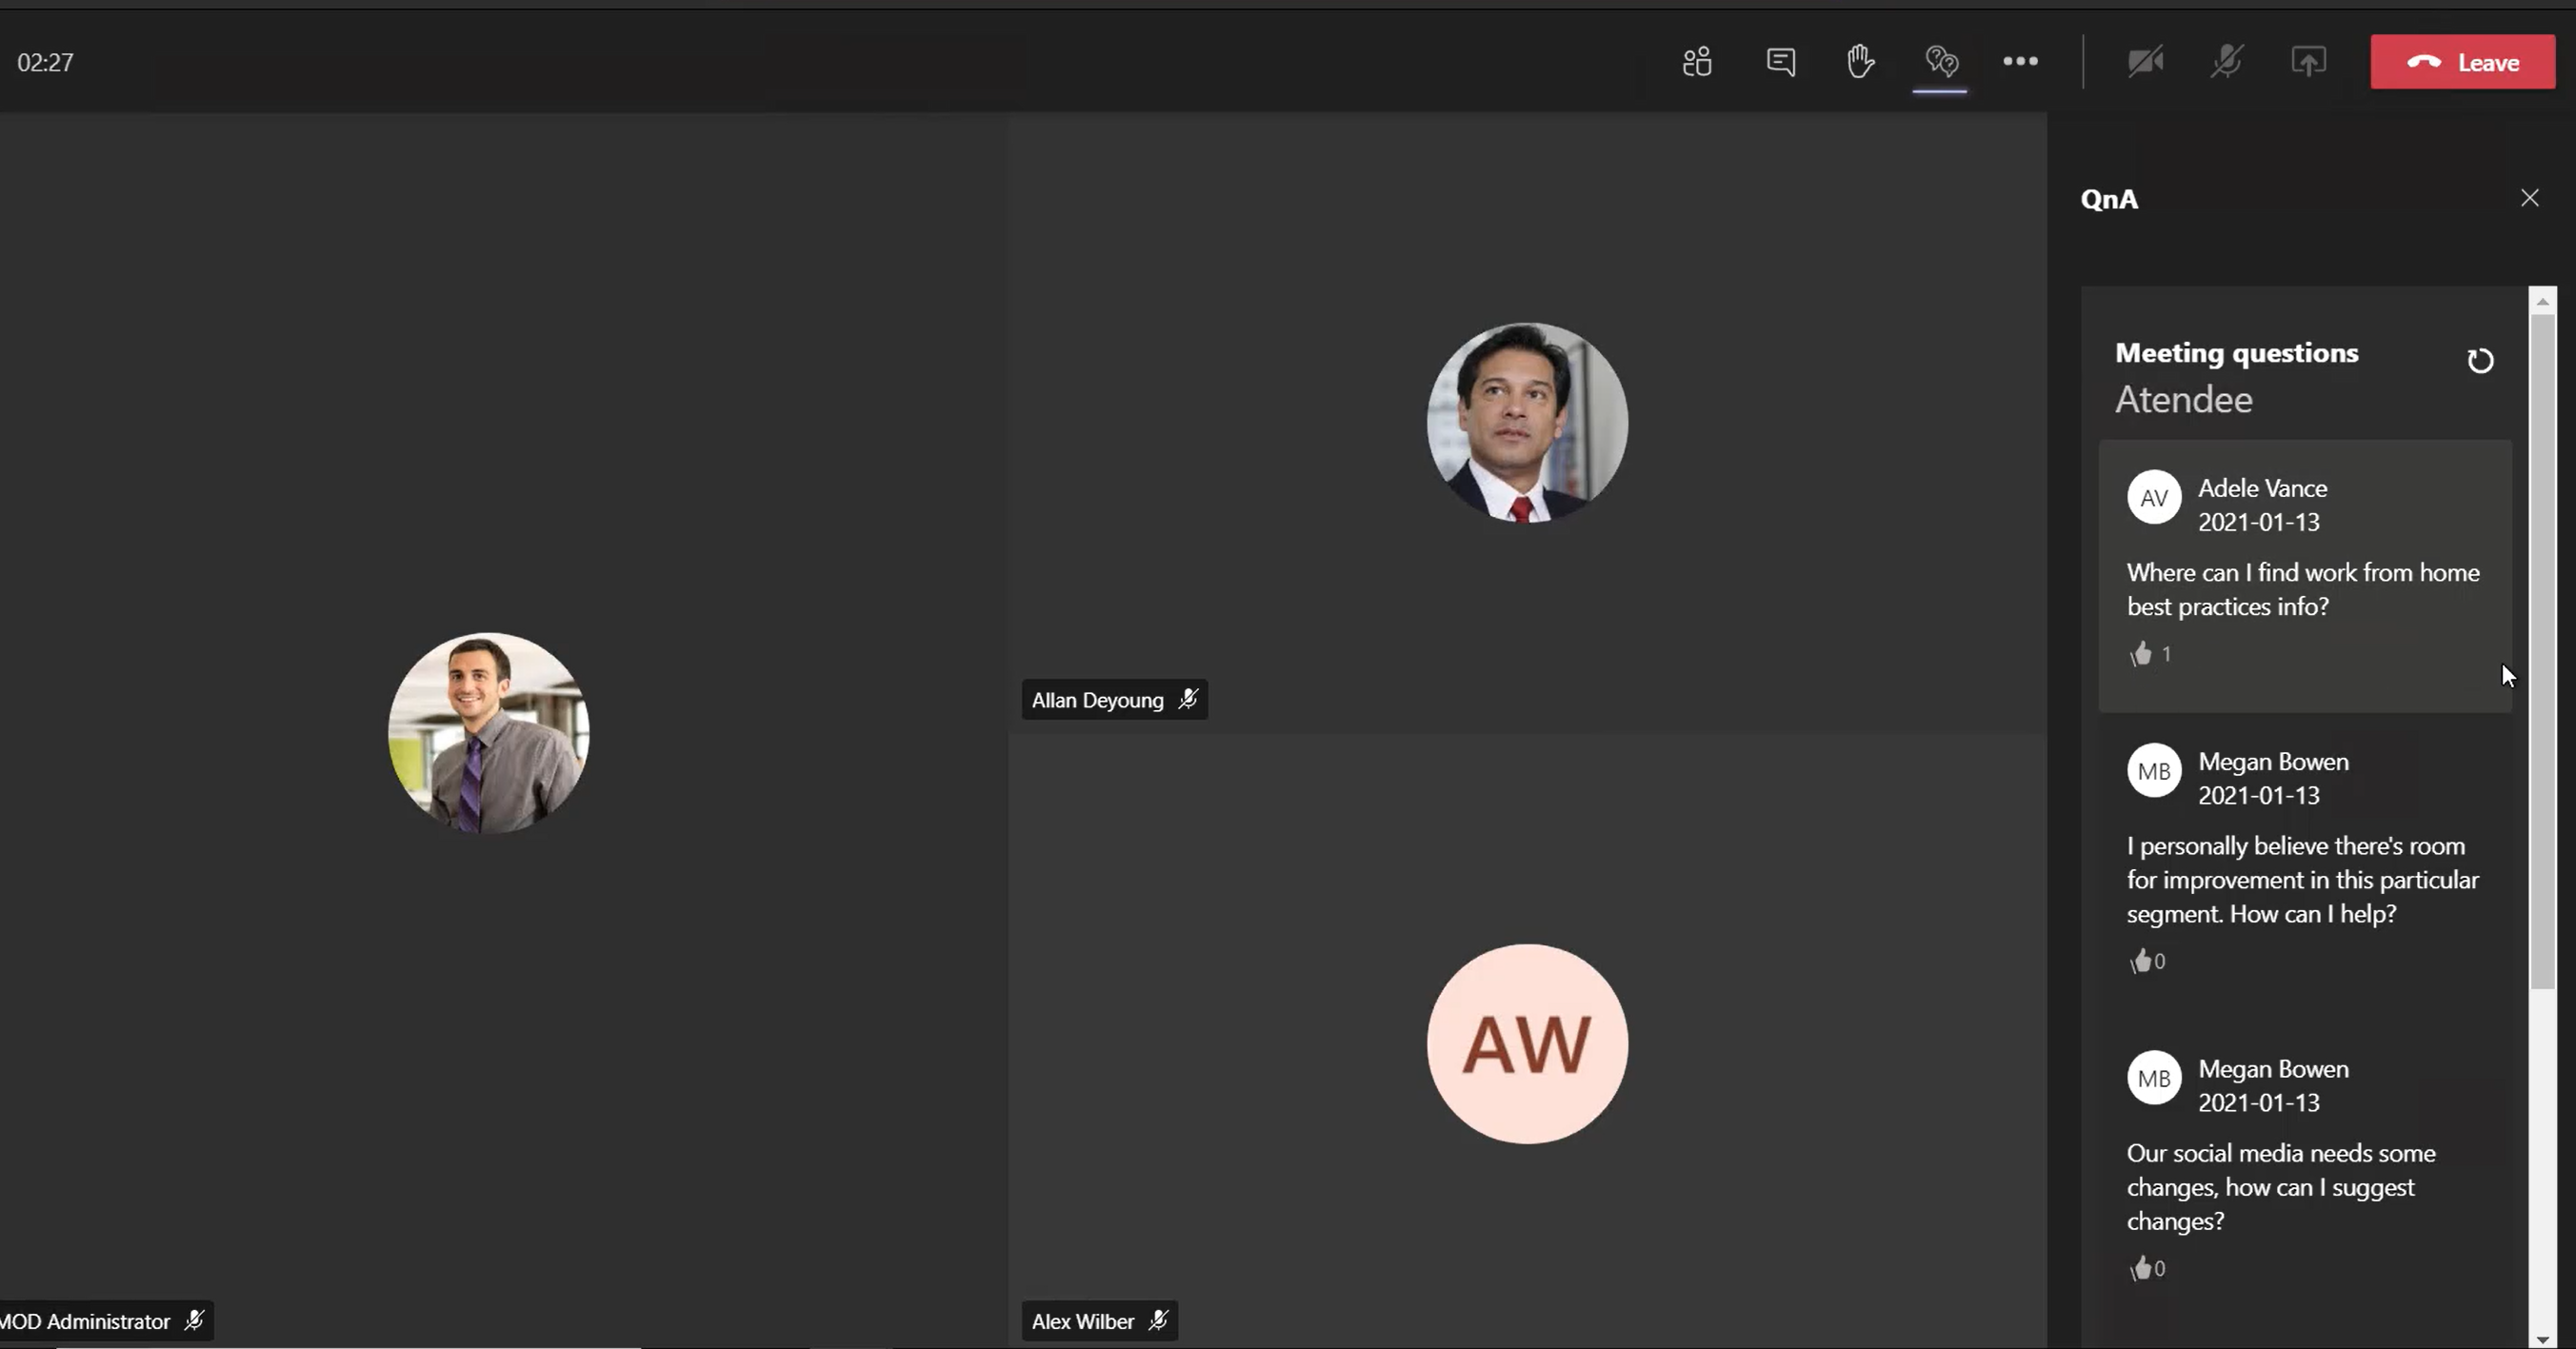 02:27
Leave
QnA
Meeting questions
Atendee
AV
Adele Vance
2021-01-13
Where can I find work from home
best practices info?
1
MB
Megan Bowen
2021-01-13
I personally believe there's room
for improvement in this particular
segment. How can I help?
0
MB
Megan Bowen
2021-01-13
Our social media needs some
changes, how can I suggest
changes?
0
Allan Deyoung
AW
MOD Administrator
Alex Wilber